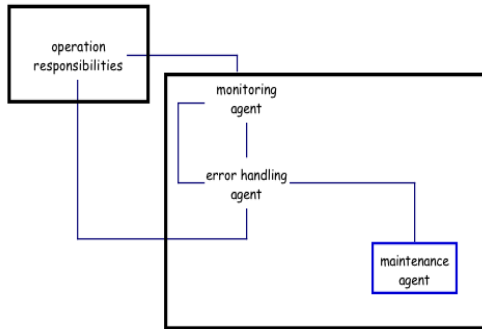 operation
responsibilities
monitoring
agent
error handling
agent
maintenance
agent